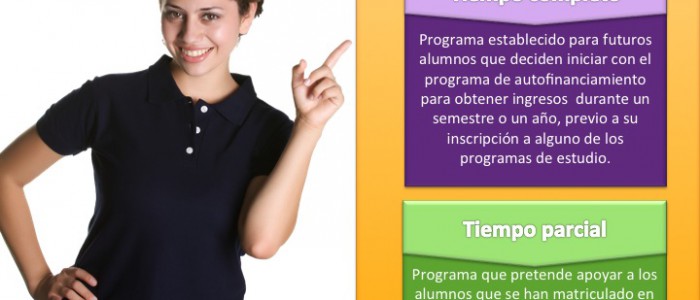 Tiempo completo
Programa establecido para futuros
alumnos que deciden iniciar con el
programa de autofinanciamiento
para obtener ingresos durante un
semestre o un año, previo a su
inscripción a alguno de los
programas de estudio.
Tiempo parcial
Programa que pretende apoyar a los
alumnos que se han matriculado en